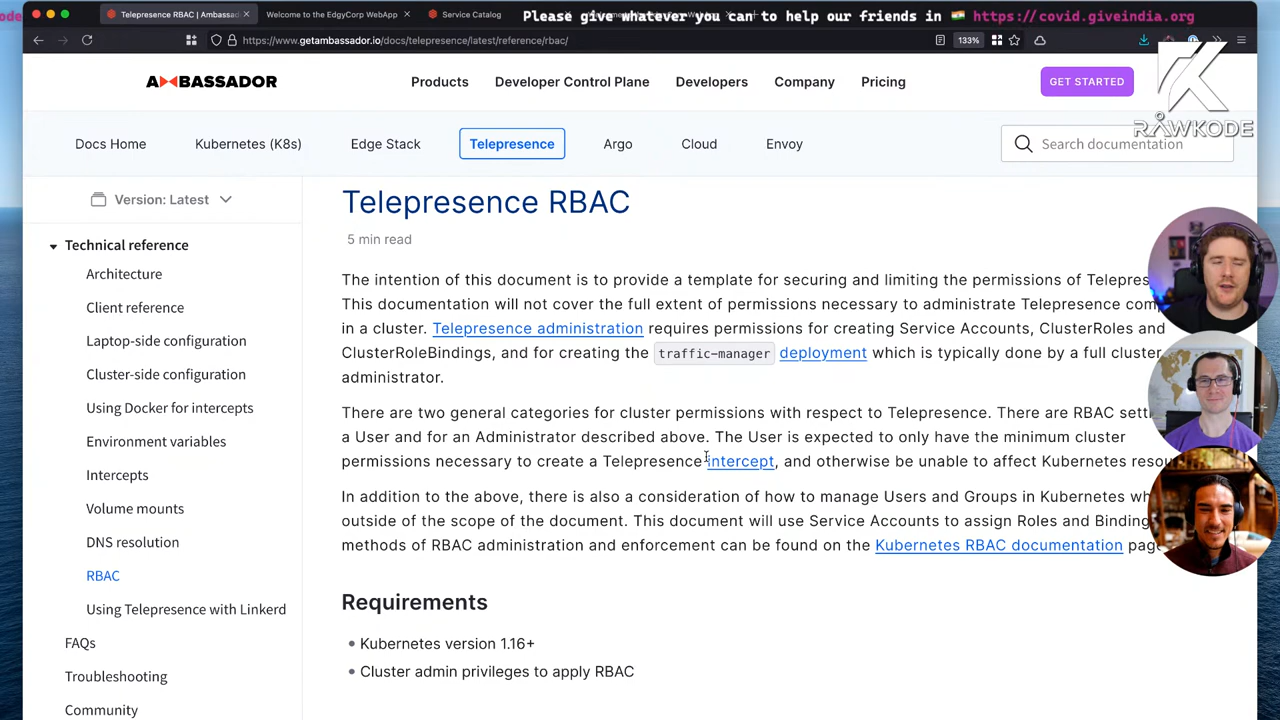 Please give whatever you can to help our friends in 🇮🇳 https://covid.giveindia.org
Telepresence RBAC | Ambassad
Welcome to the EdgyCorp WebApp
Service Catalog
https://www.getambassador.io/docs/telepresence/latest/reference/rbac/
133%
AMBASSADOR
Products
Developer Control Plane
Developers
Company
Pricing
GET STARTED
RAWKODE
Docs Home
Kubernetes (K8s)
Edge Stack
Telepresence
Argo
Cloud
Envoy
Search documentation
Version: Latest
Technical reference
Architecture
Client reference
Laptop-side configuration
Cluster-side configuration
Using Docker for intercepts
Environment variables
Intercepts
Volume mounts
DNS resolution
RBAC
Using Telepresence with Linkerd
FAQs
Troubleshooting
Community
Telepresence RBAC
5 min read
The intention of this document is to provide a template for securing and limiting the permissions of Telepres
This documentation will not cover the full extent of permissions necessary to administrate Telepresence com
in a cluster. Telepresence administration requires permissions for creating Service Accounts, ClusterRoles and
ClusterRoleBindings, and for creating the traffic-manager deployment which is typically done by a full cluster
administrator.
There are two general categories for cluster permissions with respect to Telepresence. There are RBAC setti
a User and for an Administrator described above. The User is expected to only have the minimum cluster
permissions necessary to create a Telepresence intercept, and otherwise be unable to affect Kubernetes resou
In addition to the above, there is also a consideration of how to manage Users and Groups in Kubernetes wh
outside of the scope of the document. This document will use Service Accounts to assign Roles and Binding
methods of RBAC administration and enforcement can be found on the Kubernetes RBAC documentation page
Requirements
• Kubernetes version 1.16+
• Cluster admin privileges to apply RBAC